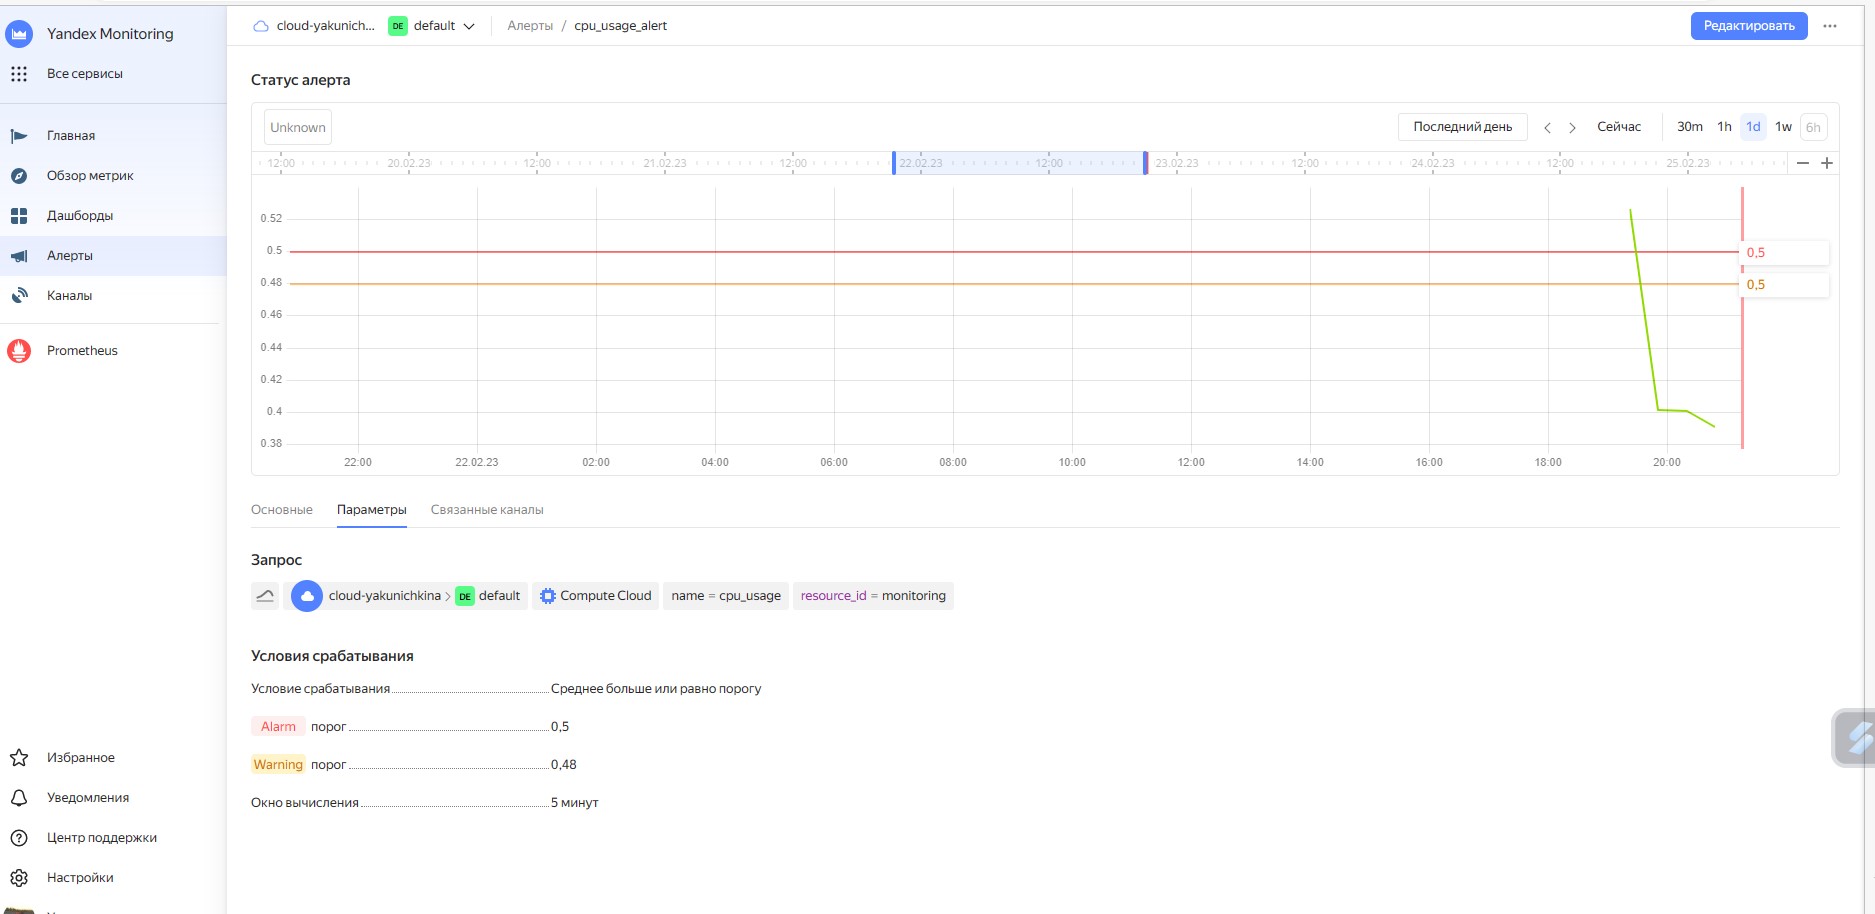 Yandex Monitoring
Все сервисы
Главная
Обзор метрик
Дашборды
Алерты
Каналы
Prometheus
Избранное
Уведомления
Центр поддержки
Настройки
cloud-yakunich... DE default Алерты / cpu_usage_alert Редактировать
Статус алерта
Unknown Последний день Сейчас 30m 1h 1d 1w 6h
12:00 20.02.23 12:00 21.02.23 12:00 22.02.23 12:00 23.02.23 12:00 24.02.23 12:00 25.02.23
0.52
0.5
0,5
0.48
0,5
0.46
0.44
0.42
0.4
0.38
22:00 22.02.23 02:00 04:00 06:00 08:00 10:00 12:00 14:00 16:00 18:00 20:00
Основные Параметры Связанные каналы
Запрос
cloud-yakunichkina > DE default Compute Cloud name = cpu_usage resource_id = monitoring
Условия срабатывания
Условие срабатывания Среднее больше или равно порогу
Alarm порог 0,5
Warning порог 0,48
Окно вычисления 5 минут